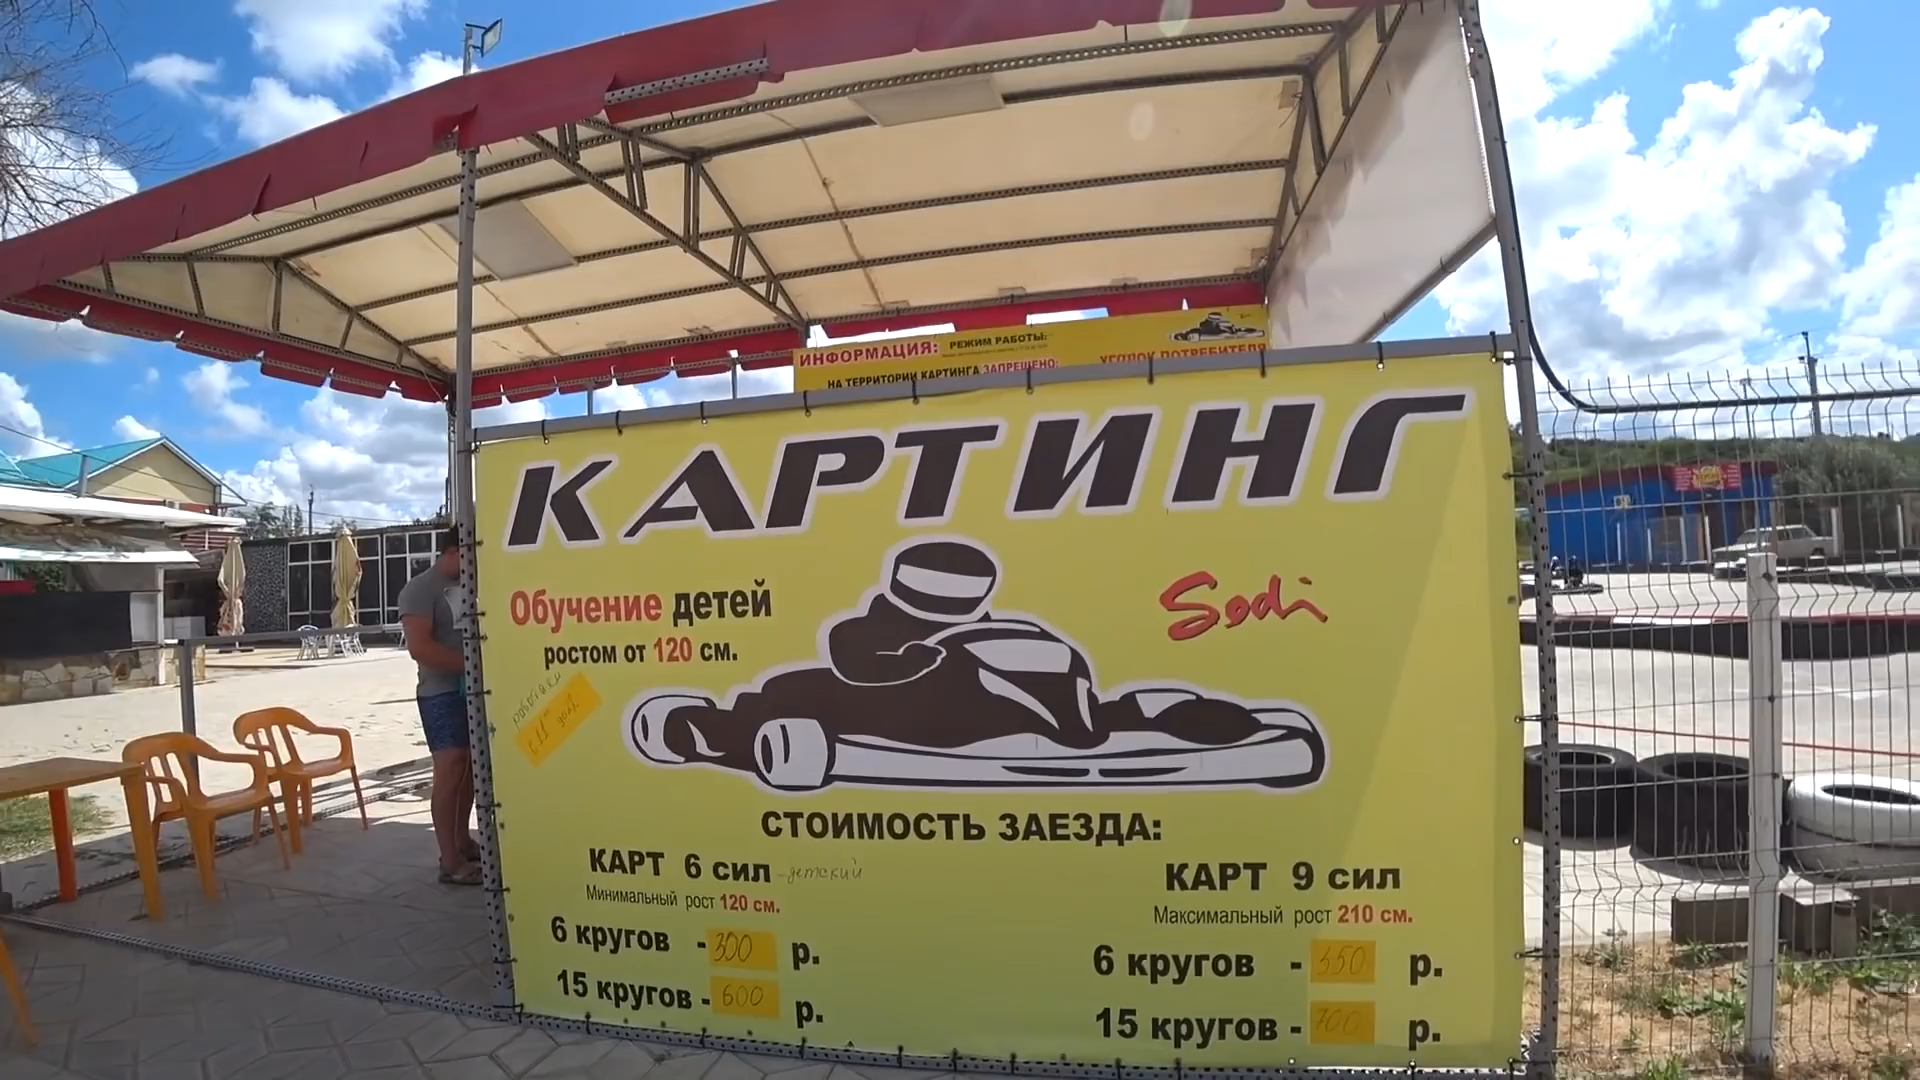 ИНФОРМАЦИЯ:
РЕЖИМ РАБОТЫ:
НА ТЕРРИТОРИИ КАРТИНГА ЗАПРЕЩЕНО:
УГОЛОК ПОТРЕБИТЕЛЯ
КАРТИНГ
Обучение детей
ростом от 120 см.
Sodi
СТОИМОСТЬ ЗАЕЗДА:
КАРТ 6 сил - детский
Минимальный рост 120 см.
6 кругов - 300 р.
15 кругов - 600 р.
КАРТ 9 сил
Максимальный рост 210 см.
6 кругов - 350 р.
15 кругов - 700 р.